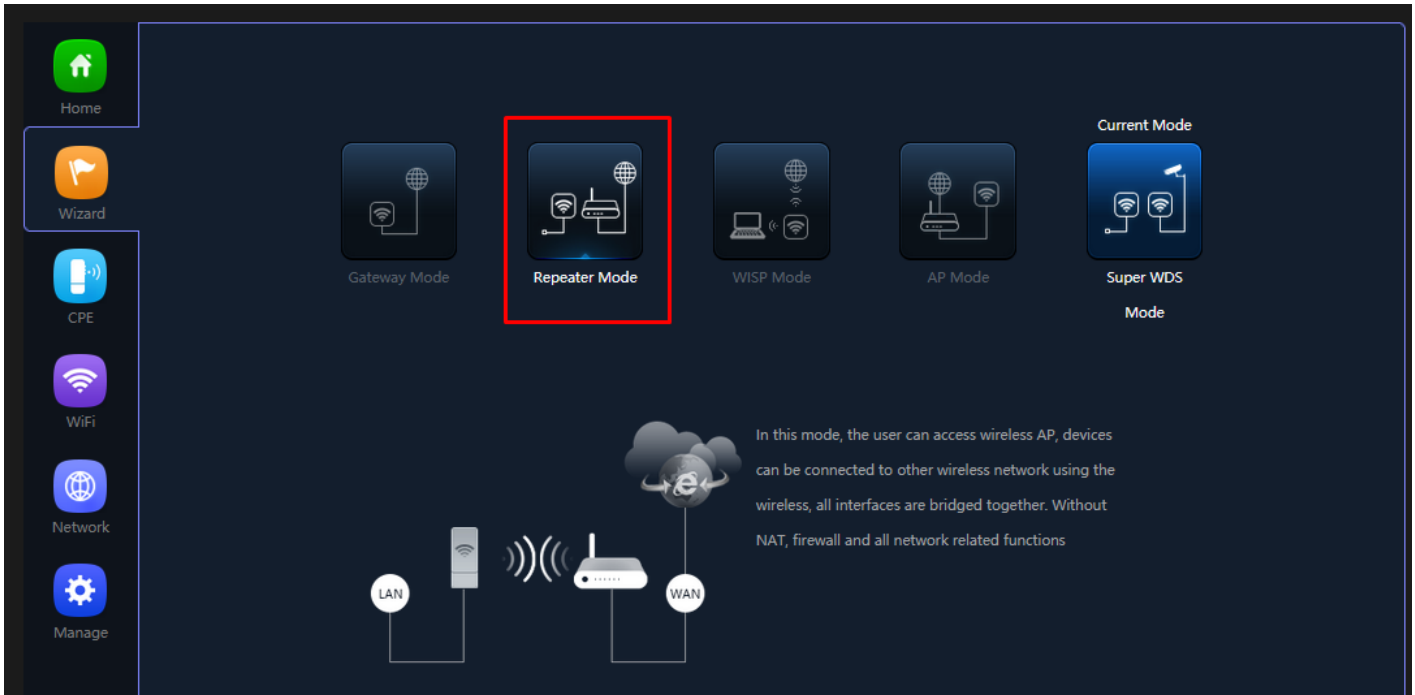 Home
Wizard
CPE
WiFi
Network
Manage
Current Mode
Gateway Mode
Repeater Mode
WISP Mode
AP Mode
Super WDS
Mode
In this mode, the user can access wireless AP, devices
can be connected to other wireless network using the
wireless, all interfaces are bridged together. Without
NAT, firewall and all network related functions
LAN
WAN